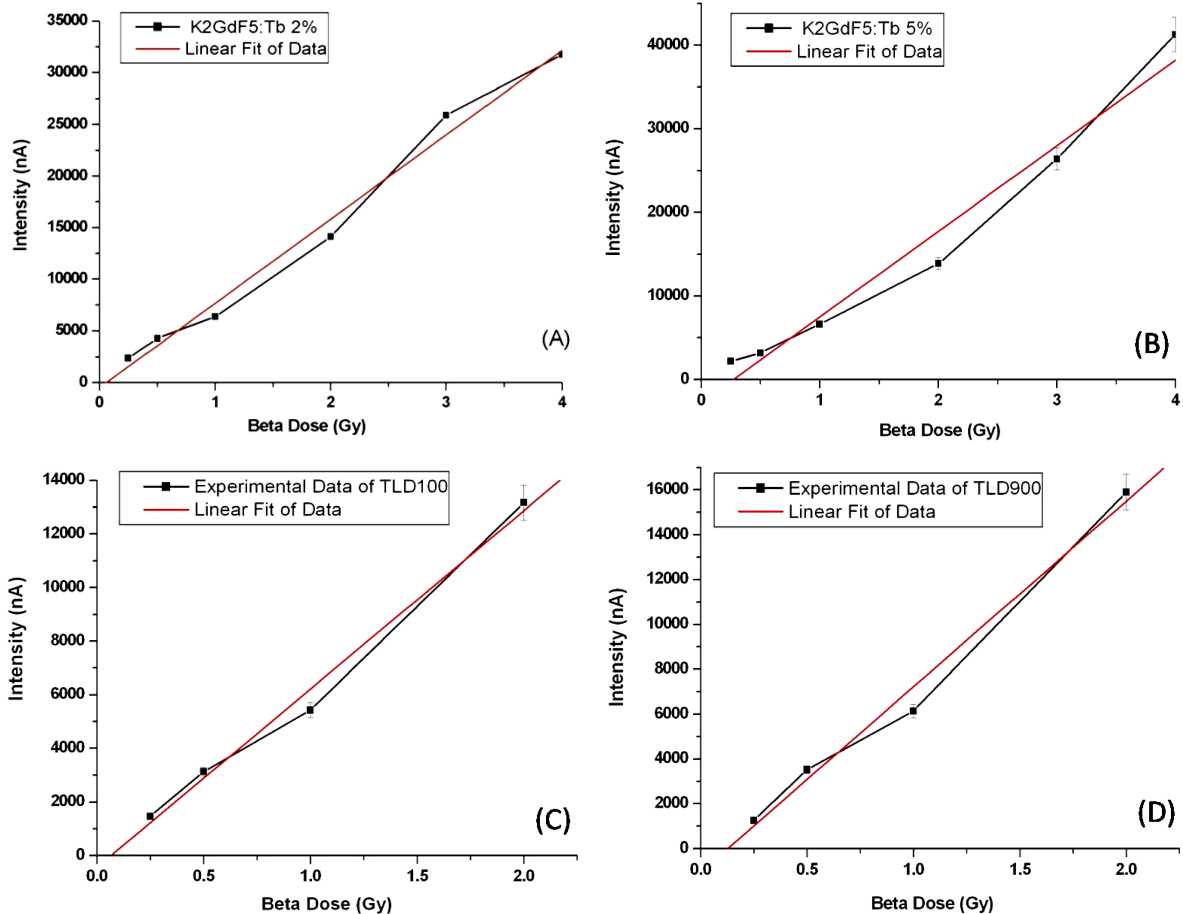 K2GdF5:Tb 2%
Linear Fit of Data
35000
30000
25000
20000
15000
10000
5000
0
Intensity (nA)
0 1 2 3 4
Beta Dose (Gy)
(A)
K2GdF5:Tb 5%
Linear Fit of Data
40000
30000
20000
10000
0
Intensity (nA)
0 1 2 3 4
Beta Dose (Gy)
(B)
Experimental Data of TLD100
Linear Fit of Data
14000
12000
10000
8000
6000
4000
2000
0
Intensity (nA)
0.0 0.5 1.0 1.5 2.0
Beta Dose (Gy)
(C)
Experimental Data of TLD900
Linear Fit of Data
16000
14000
12000
10000
8000
6000
4000
2000
0
Intensity (nA)
0.0 0.5 1.0 1.5 2.0
Beta Dose (Gy)
(D)